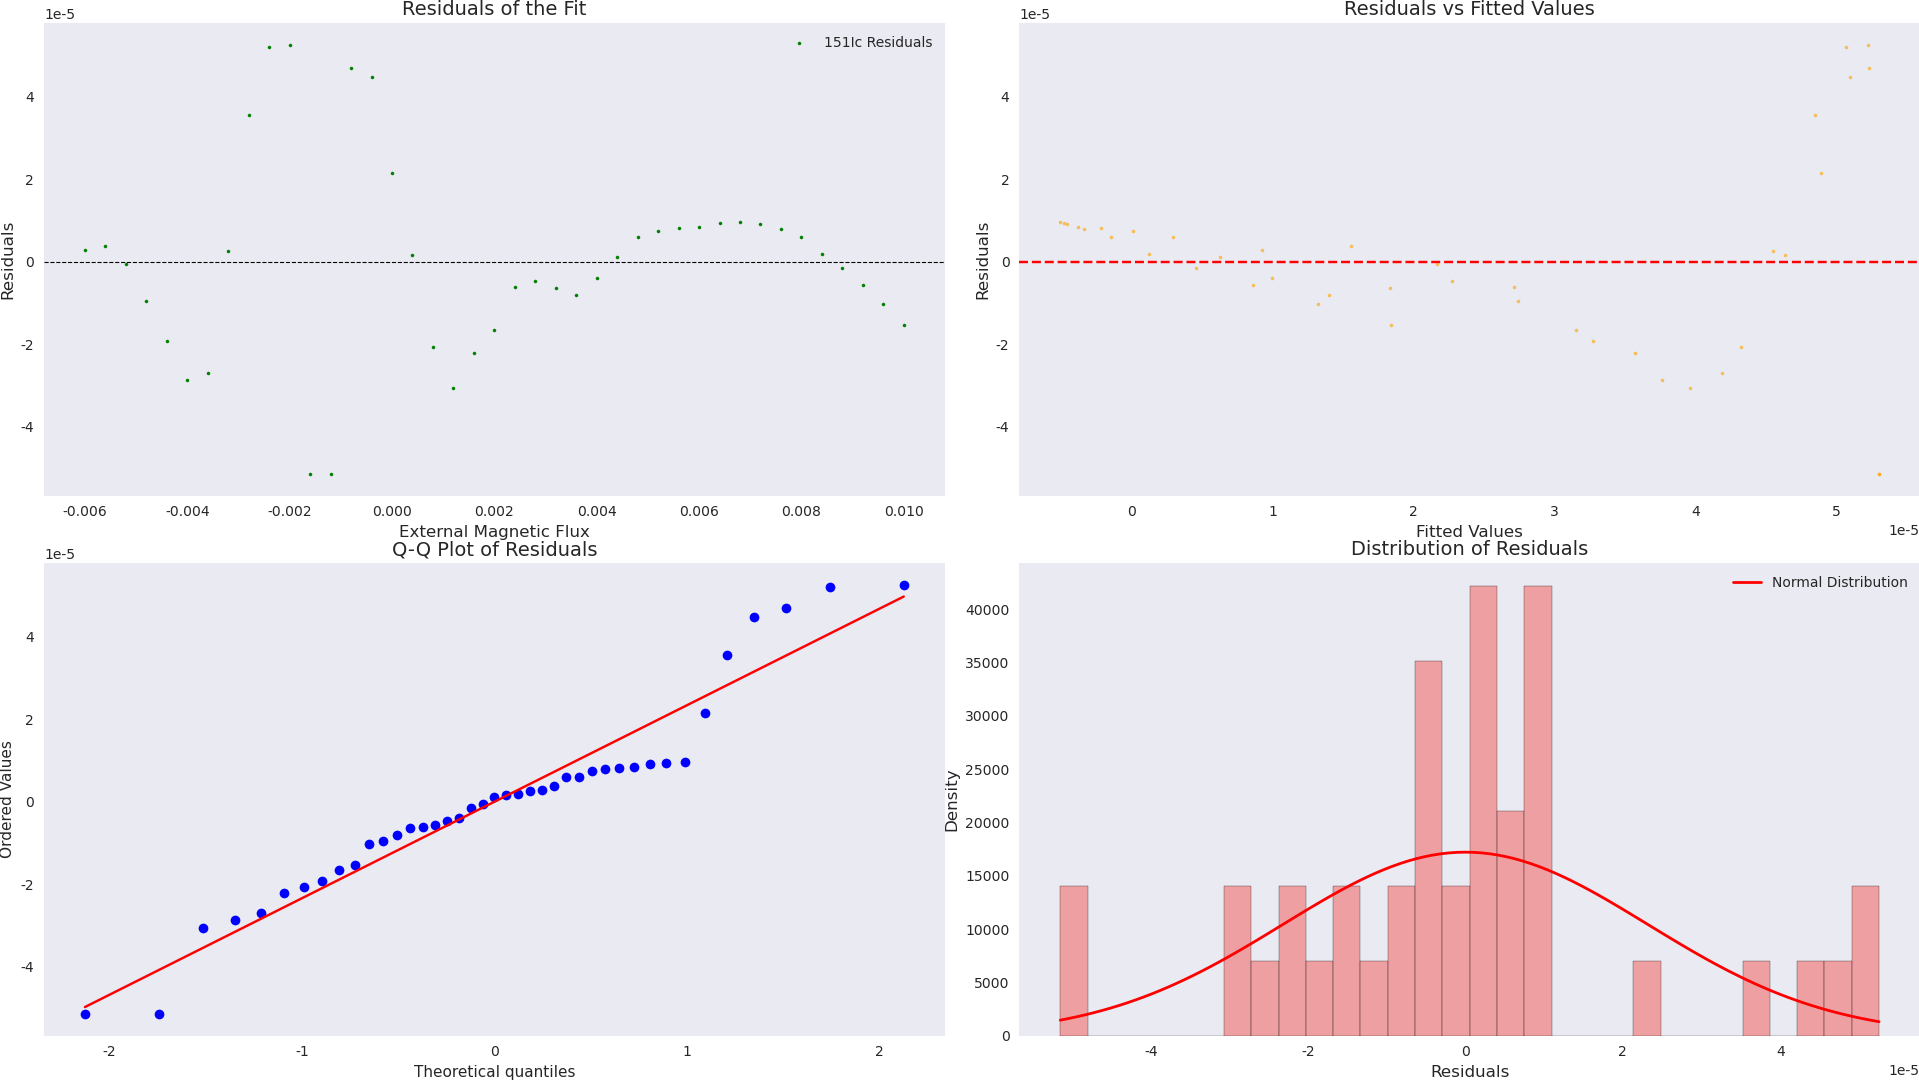 Residuals of the Fit
1e-5
151Ic Residuals
Residuals
4
2
0
-2
-4
-0.006 -0.004 -0.002 0.000 0.002 0.004 0.006 0.008 0.010
External Magnetic Flux
Residuals vs Fitted Values
1e-5
Residuals
4
2
0
-2
-4
0 1 2 3 4 5
1e-5
Fitted Values
Q-Q Plot of Residuals
1e-5
Ordered Values
4
2
0
-2
-4
-2 -1 0 1 2
Theoretical quantiles
Distribution of Residuals
Normal Distribution
Density
40000
35000
30000
25000
20000
15000
10000
5000
0
-4 -2 0 2 4
1e-5
Residuals